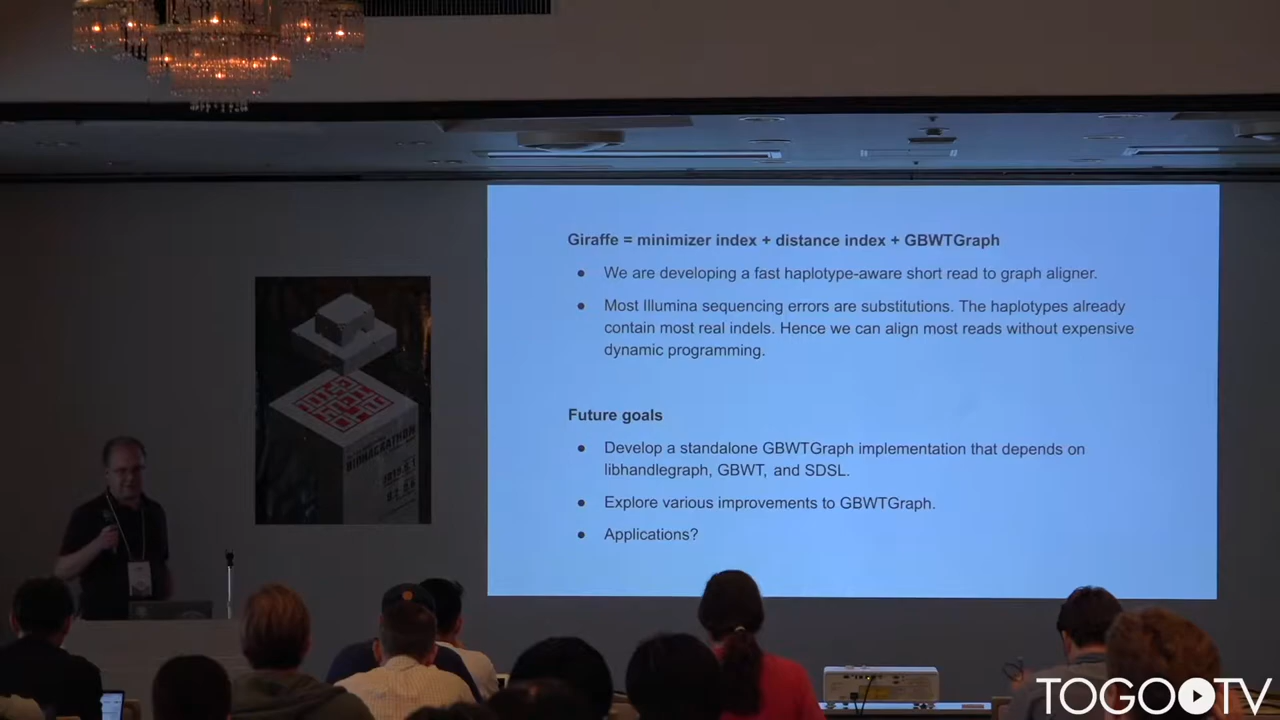 Giraffe = minimizer index + distance index + GBWTGraph
● We are developing a fast haplotype-aware short read to graph aligner.
● Most Illumina sequencing errors are substitutions. The haplotypes already
contain most real indels. Hence we can align most reads without expensive
dynamic programming.
Future goals
● Develop a standalone GBWTGraph implementation that depends on
libhandlegraph, GBWT, and SDSL.
● Explore various improvements to GBWTGraph.
● Applications?
BIOHACKATHON
TOGOTV